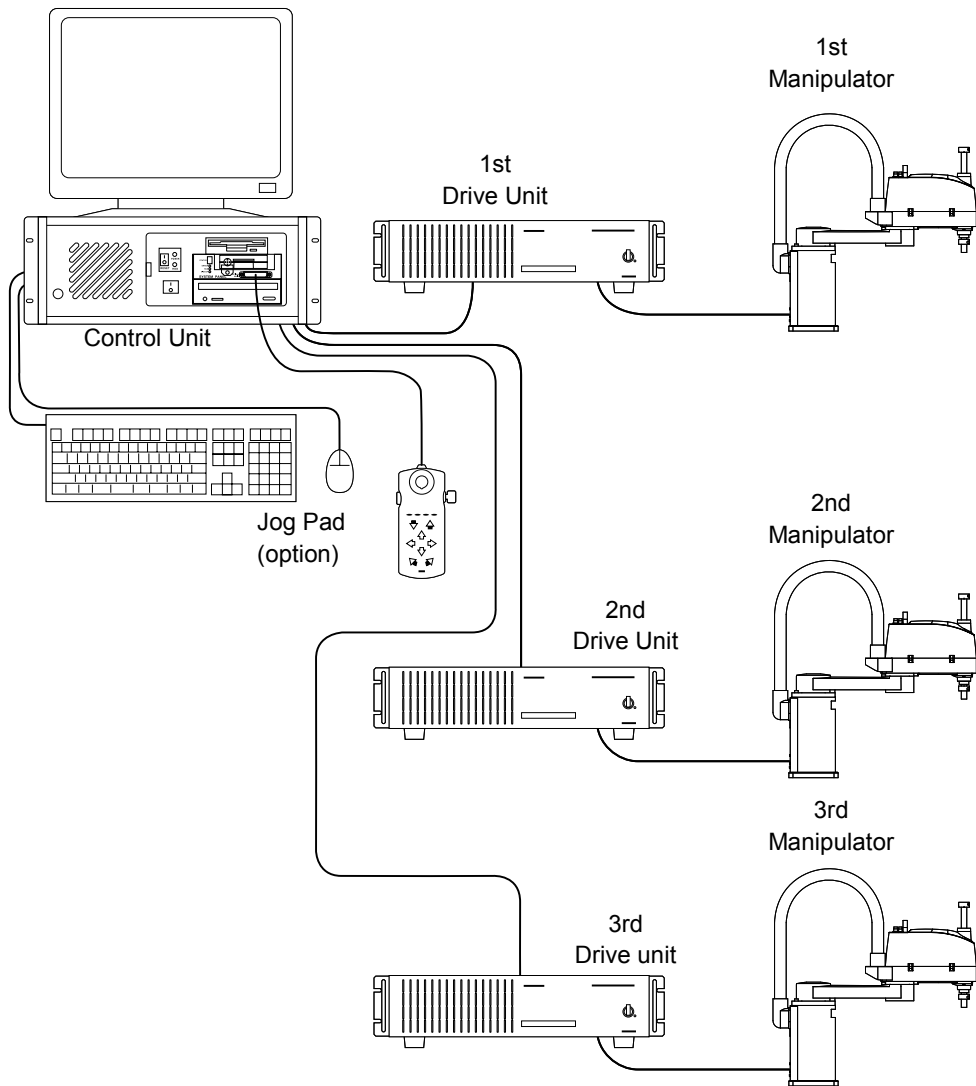 1st
Manipulator
1st
Drive Unit
Control Unit
Jog Pad
(option)
2nd
Manipulator
2nd
Drive Unit
3rd
Manipulator
3rd
Drive unit